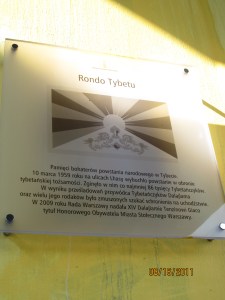 Rondo Tybetu
Pamięci bohaterów powstania narodowego w Tybecie.
10 marca 1959 roku na ulicach Lhasy wybuchło powstanie w obronie
tybetańskiej tożsamości. Zginęło w nim co najmniej 86 tysięcy Tybetańczyków.
W wyniku prześladowań przywódca Tybetańczyków Dalajlama
oraz wielu jego rodaków było zmuszonych szukać schronienia na uchodźstwie.
W 2009 roku Rada Warszawy nadała XIV Dalajlamie Tenzinowi Gjaco
tytuł Honorowego Obywatela Miasta Stołecznego Warszawy.
09/15/2011